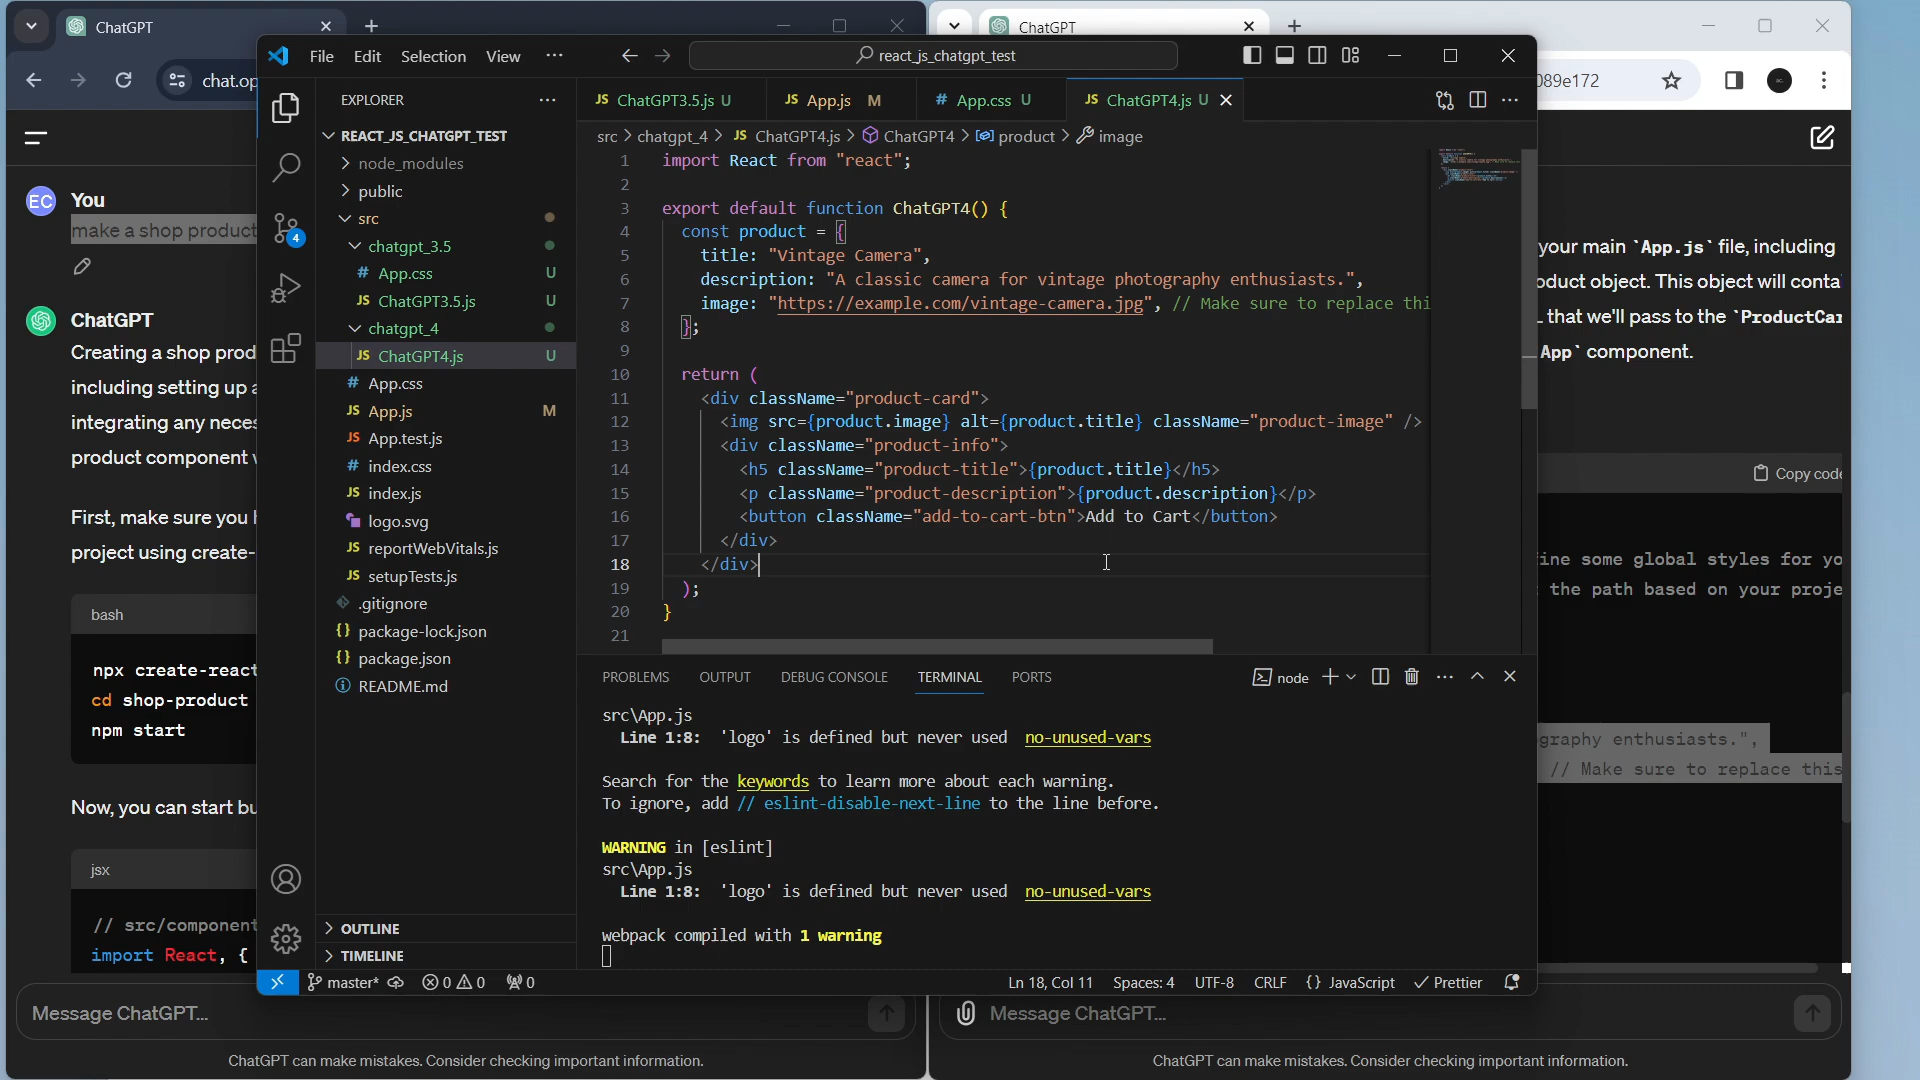 ChatGPT
chat.op
You
EC
make a shop product
ChatGPT
Creating a shop prod
including setting up a
integrating any neces
product component w
First, make sure you h
project using create-
bash
npx create-react
cd shop-product
npm start
Now, you can start bu
jsx
// src/component
import React, {
Message ChatGPT...
ChatGPT can make mistakes. Consider checking important information.
File Edit Selection View ...
react_js_chatgpt_test
EXPLORER
REACT_JS_CHATGPT_TEST
node_modules
public
src
chatgpt_3.5
# App.css U
JS ChatGPT3.5.js U
chatgpt_4
JS ChatGPT4.js U
# App.css
JS App.js M
JS App.test.js
# index.css
JS index.js
logo.svg
JS reportWebVitals.js
JS setupTests.js
.gitignore
{} package-lock.json
{} package.json
README.md
4
OUTLINE
TIMELINE
JS ChatGPT3.5.js U JS App.js M # App.css U JS ChatGPT4.js U
src > chatgpt_4 > JS ChatGPT4.js > ChatGPT4 > product > image
1 import React from "react";
2
3 export default function ChatGPT4() {
4 const product = {
5 title: "Vintage Camera",
6 description: "A classic camera for vintage photography enthusiasts.",
7 image: "https://example.com/vintage-camera.jpg", // Make sure to replace thi
8 };
9
10 return (
11 <div className="product-card">
12 <img src={product.image} alt={product.title} className="product-image" />
13 <div className="product-info">
14 <h5 className="product-title">{product.title}</h5>
15 <p className="product-description">{product.description}</p>
16 <button className="add-to-cart-btn">Add to Cart</button>
17 </div>
18 </div>
19 );
20 }
21
PROBLEMS OUTPUT DEBUG CONSOLE TERMINAL PORTS
node
src\App.js
Line 1:8: 'logo' is defined but never used no-unused-vars
Search for the keywords to learn more about each warning.
To ignore, add // eslint-disable-next-line to the line before.
WARNING in [eslint]
src\App.js
Line 1:8: 'logo' is defined but never used no-unused-vars
webpack compiled with 1 warning
master* 0 0 0
Ln 18, Col 11 Spaces: 4 UTF-8 CRLF {} JavaScript Prettier
ChatGPT
089e172
your main `App.js` file, including
oduct object. This object will contai
that we'll pass to the `ProductCar
App` component.
Copy code
ine some global styles for yo
the path based on your proje
graphy enthusiasts.",
// Make sure to replace this
Message ChatGPT...
ChatGPT can make mistakes. Consider checking important information.